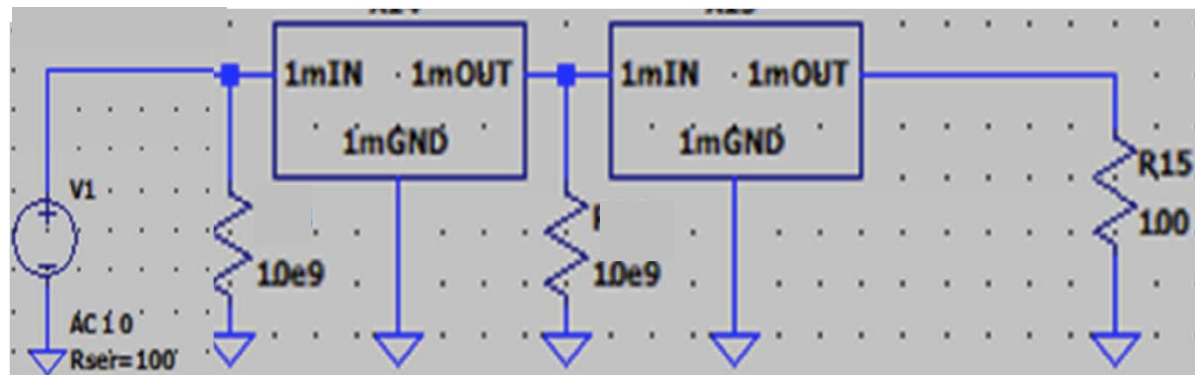 1mIN 1mOUT 1mIN 1mOUT
1mGND 1mGND
V1
R15
100
10e9 10e9
AC 1 0
Rser=100